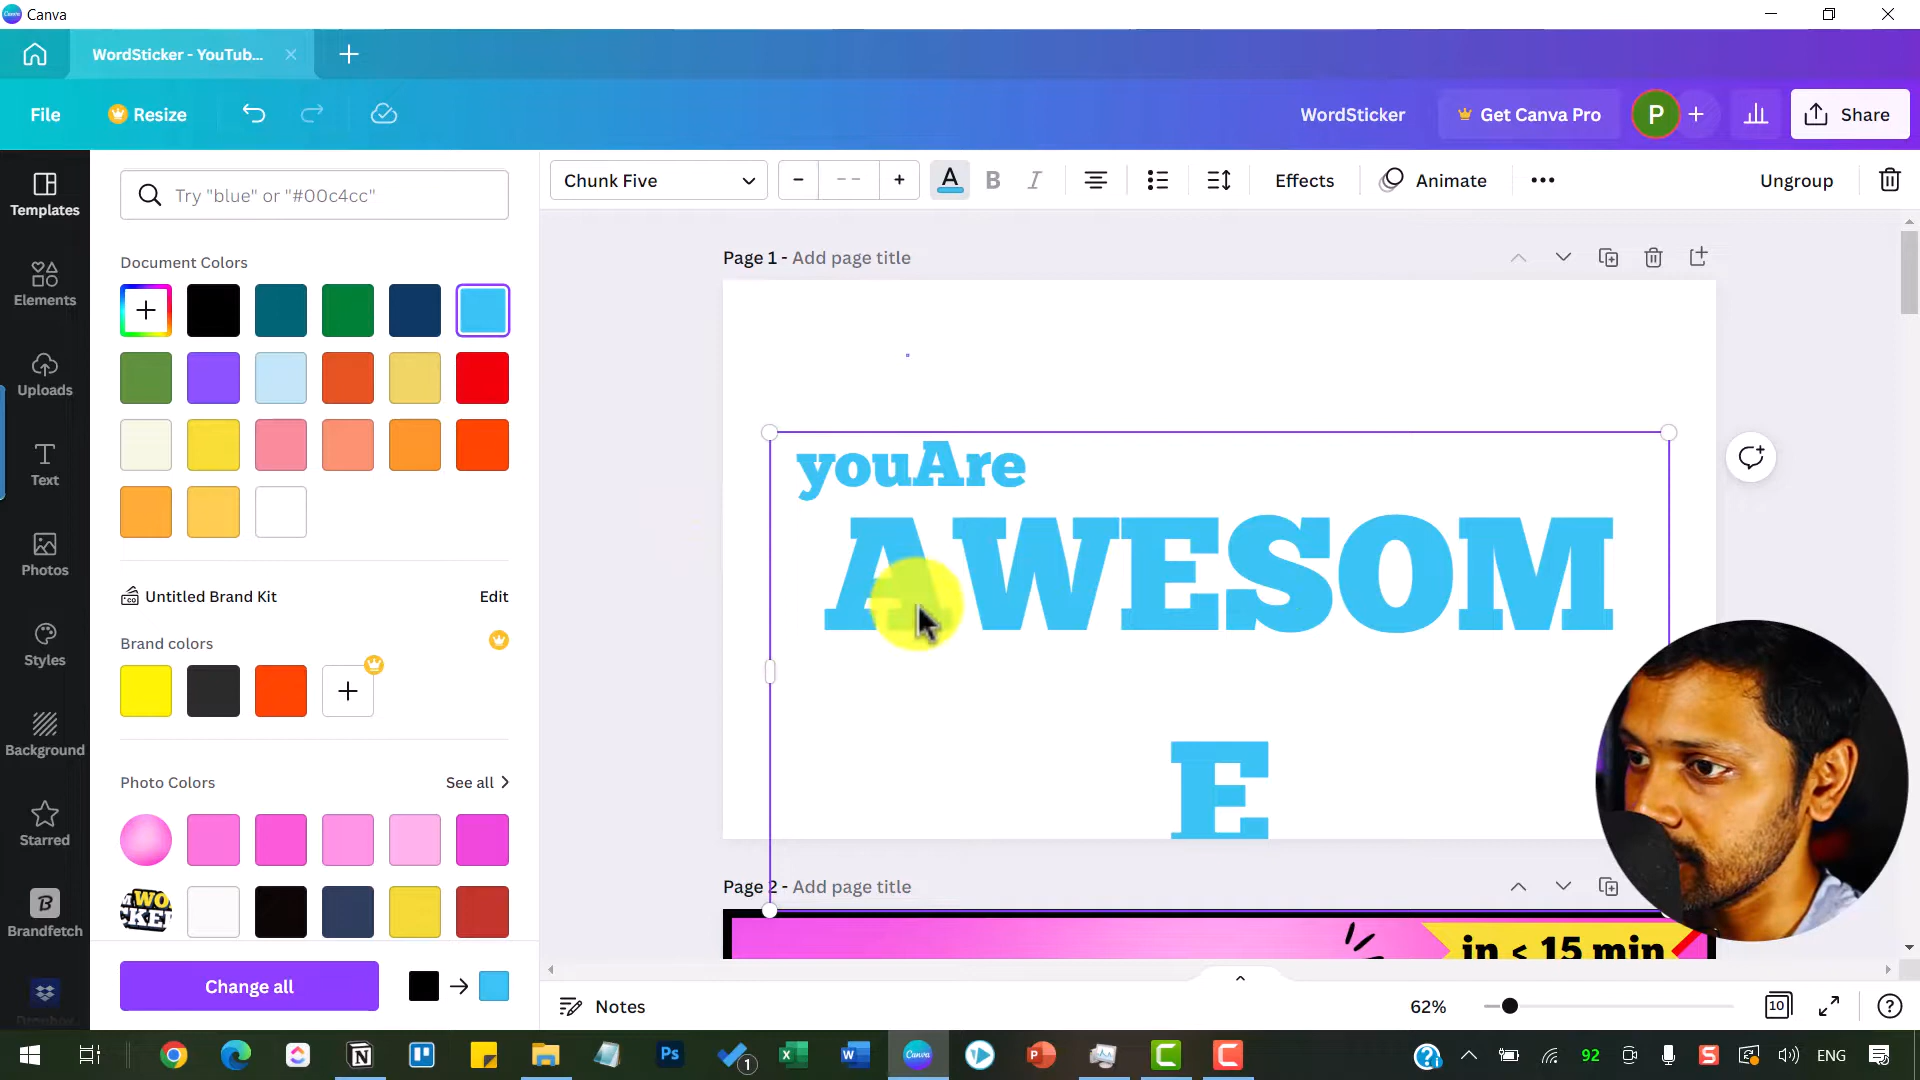 Canva
WordSticker - YouTub...
File
Resize
WordSticker
Get Canva Pro
P
Share
Templates
Elements
Uploads
Text
Photos
Styles
Background
Starred
Brandfetch
Dropbox
Try "blue" or "#00c4cc"
Document Colors
Untitled Brand Kit
Edit
Brand colors
Photo Colors
See all
Change all
Chunk Five
- -
A
B
I
Effects
Animate
Ungroup
Page 1 - Add page title
youAre
AWESOM
E
Page 2 - Add page title
in < 15 min
Notes
62%
10
1
92
ENG